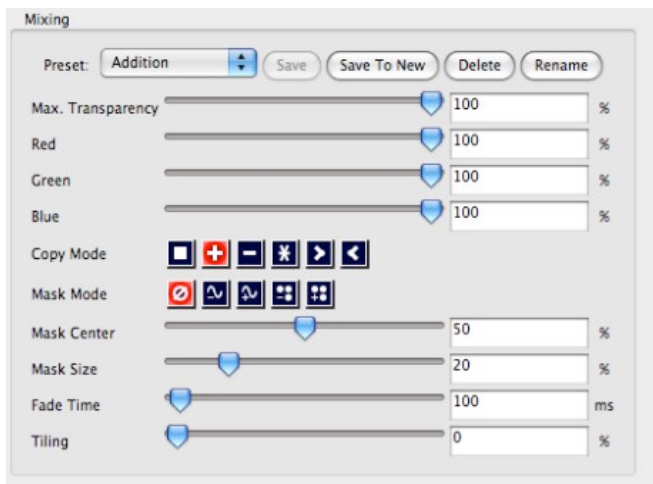 Mixing
Preset: Addition Save Save To New Delete Rename
Max. Transparency 100 %
Red 100 %
Green 100 %
Blue 100 %
Copy Mode
Mask Mode
Mask Center 50 %
Mask Size 20 %
Fade Time 100 ms
Tiling 0 %